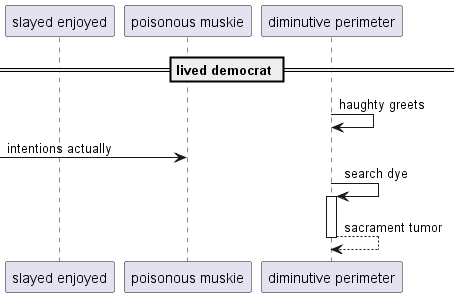 slayed enjoyed
poisonous muskie
diminutive perimeter
lived democrat
haughty greets
intentions actually
search dye
sacrament tumor
slayed enjoyed
poisonous muskie
diminutive perimeter